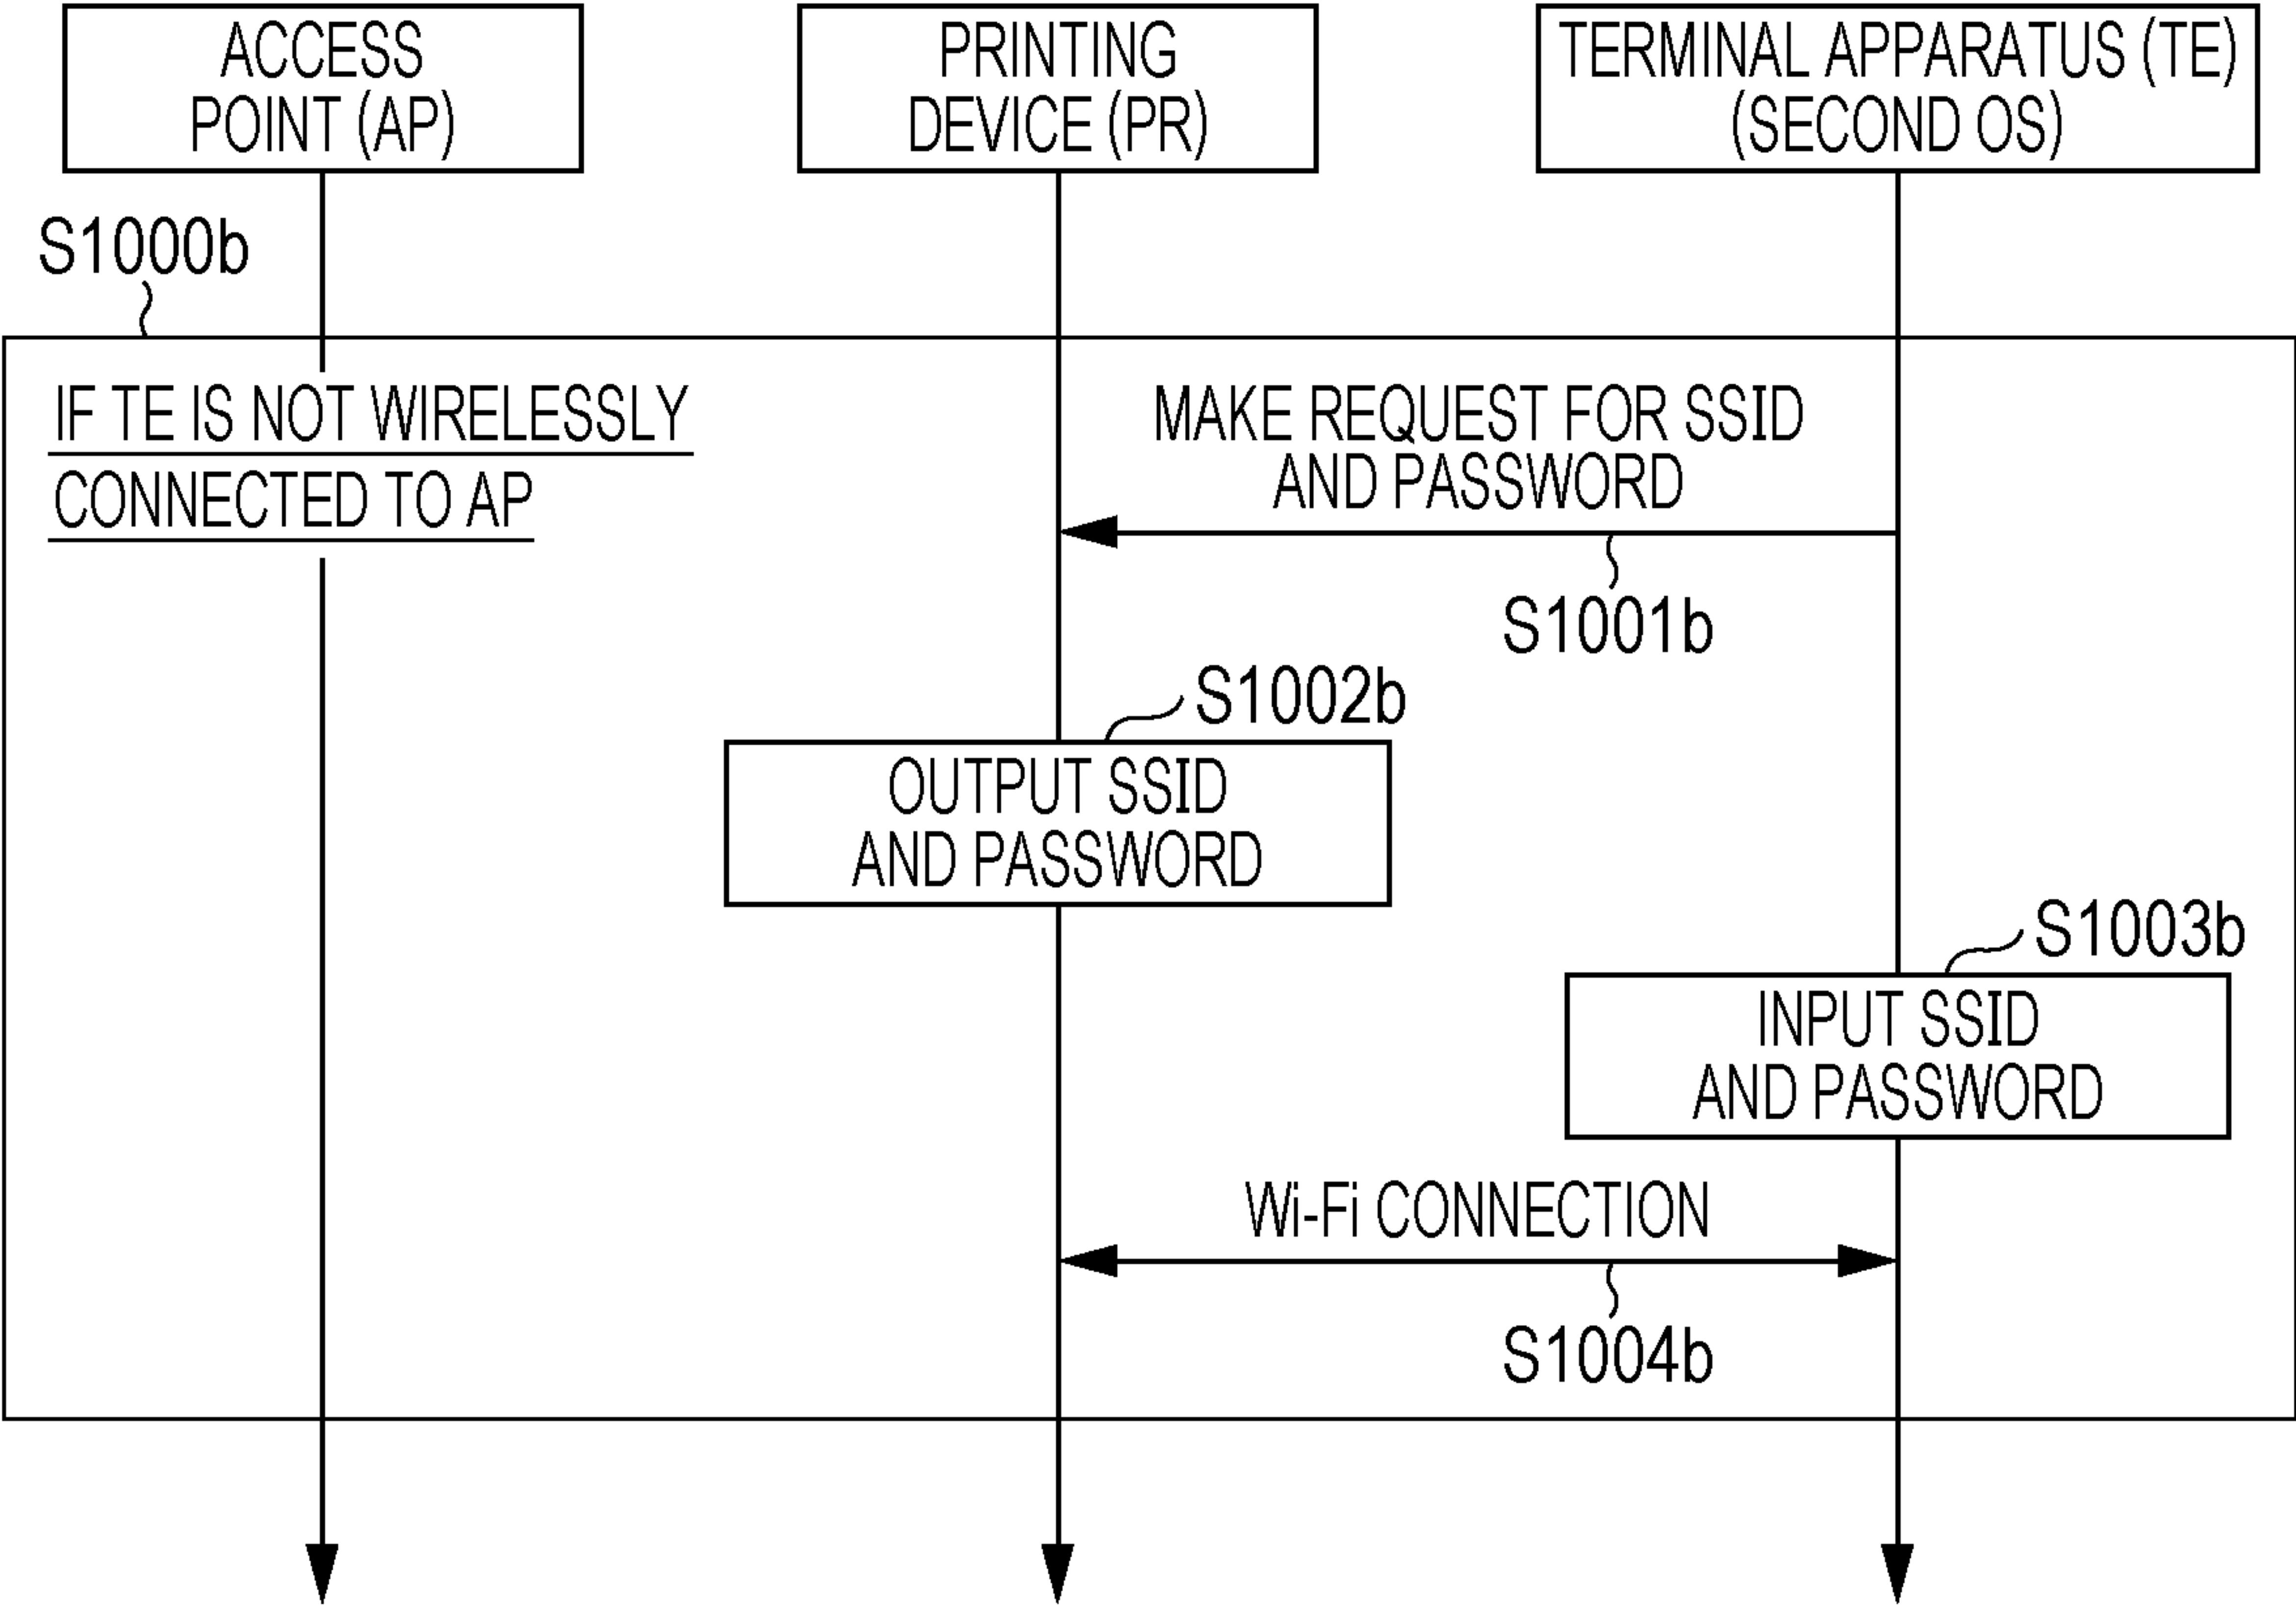 ACCESS
POINT (AP)
PRINTING
DEVICE (PR)
TERMINAL APPARATUS (TE)
(SECOND OS)
S1000b
IF TE IS NOT WIRELESSLY
CONNECTED TO AP
MAKE REQUEST FOR SSID
AND PASSWORD
S1001b
S1002b
OUTPUT SSID
AND PASSWORD
S1003b
INPUT SSID
AND PASSWORD
Wi-Fi CONNECTION
S1004b